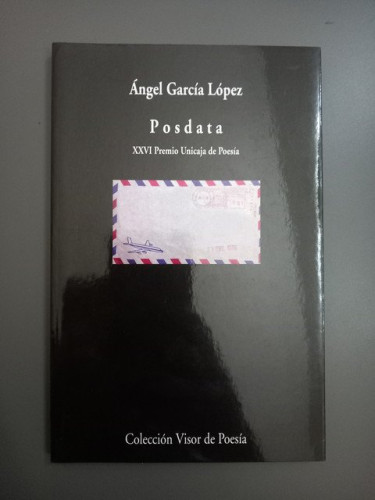 Ángel García López
Posdata
XXVI Premio Unicaja de Poesía
Colección Visor de Poesía